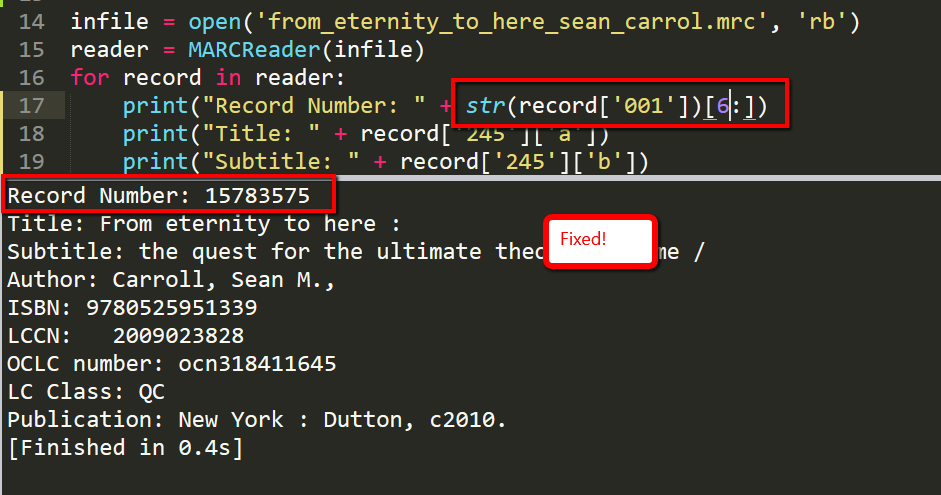 14 infile = open('from_eternity_to_here_sean_carrol.mrc', 'rb')
15 reader = MARCReader(infile)
16 for record in reader:
17 print("Record Number: " + str(record['001'])[6:])
18 print("Title: " + record['245']['a'])
19 print("Subtitle: " + record['245']['b'])
Record Number: 15783575
Title: From eternity to here :
Subtitle: the quest for the ultimate theo me /
Fixed!
Author: Carroll, Sean M.,
ISBN: 9780525951339
LCCN: 2009023828
OCLC number: ocn318411645
LC Class: QC
Publication: New York : Dutton, c2010.
[Finished in 0.4s]